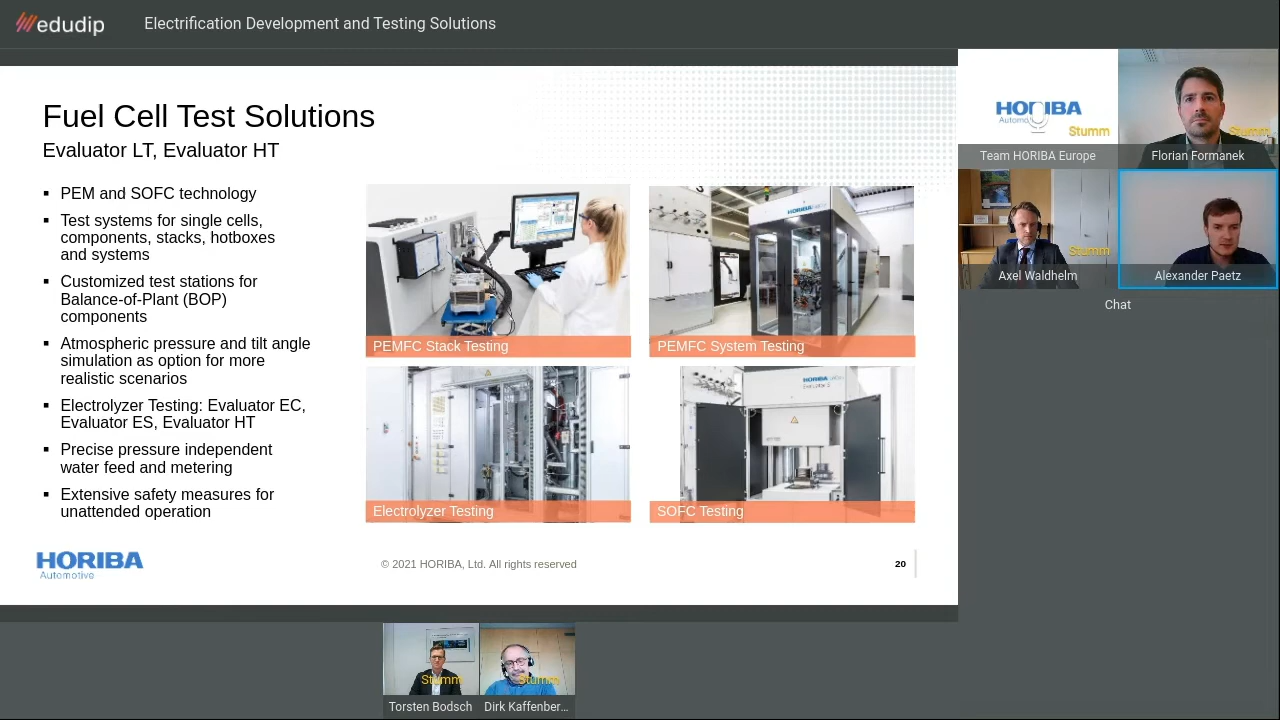 edudip
Electrification Development and Testing Solutions
Fuel Cell Test Solutions
Evaluator LT, Evaluator HT
▪ PEM and SOFC technology
▪ Test systems for single cells,
components, stacks, hotboxes
and systems
▪ Customized test stations for
Balance-of-Plant (BOP)
components
▪ Atmospheric pressure and tilt angle
simulation as option for more
realistic scenarios
▪ Electrolyzer Testing: Evaluator EC,
Evaluator ES, Evaluator HT
▪ Precise pressure independent
water feed and metering
▪ Extensive safety measures for
unattended operation
PEMFC Stack Testing
HORIBA
PEMFC System Testing
Electrolyzer Testing
HORIBA
SOFC Testing
HORIBA
Automotive
© 2021 HORIBA, Ltd. All rights reserved
20
HORIBA
Automotive
Stumm
Team HORIBA Europe
Stumm
Florian Formanek
Stumm
Axel Waldhelm
Alexander Paetz
Chat
Stumm
Torsten Bodsch
Stumm
Dirk Kaffenber...